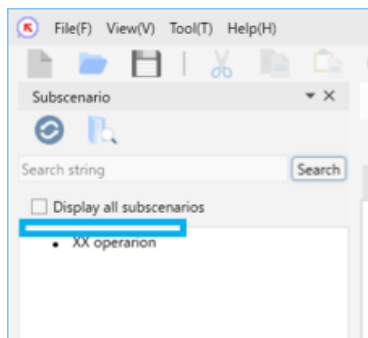 File(F) View(V) Tool(T) Help(H)
Subscenario
Search string Search
Display all subscenarios
• XX operarion